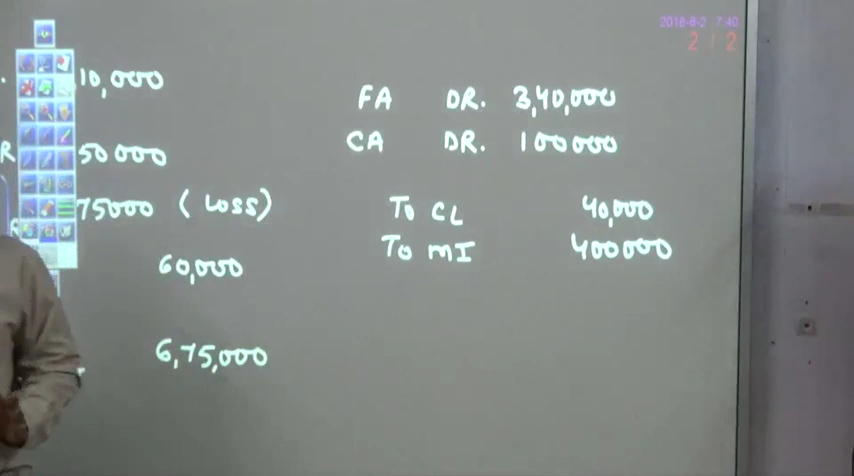 2018-8-2 7:40
2 1 2
10,000
FA DR. 3,40,000
CA DR. 100000
R 50000
75000 (LOSS)
To CL 40,000
To MI 400000
60,000
6,75,000